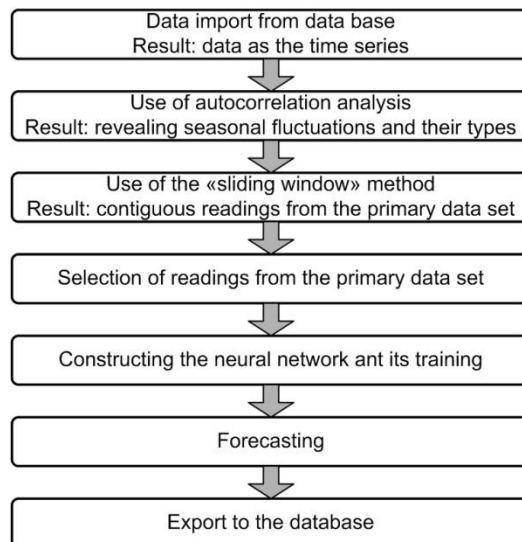 Data import from data base
Result: data as the time series
Use of autocorrelation analysis
Result: revealing seasonal fluctuations and their types
Use of the «sliding window» method
Result: contiguous readings from the primary data set
Selection of readings from the primary data set
Constructing the neural network ant its training
Forecasting
Export to the database